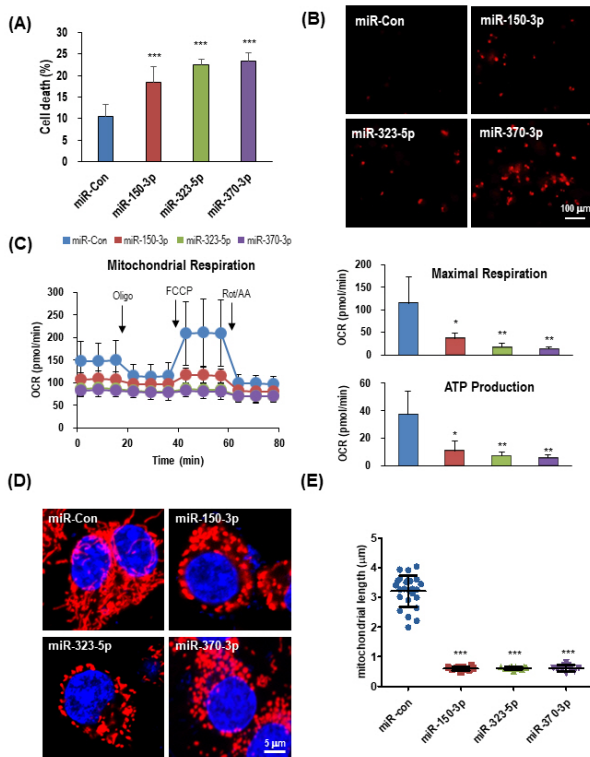 (A)
30
25
20
15
10
5
0
Cell death (%)
***
***
***
miR-Con
miR-150-3p
miR-323-5p
miR-370-3p
(B)
miR-Con
miR-150-3p
miR-323-5p
miR-370-3p
100 μm
(C)
miR-Con
miR-150-3p
miR-323-5p
miR-370-3p
Mitochondrial Respiration
Oligo
FCCP
Rot/AA
300
250
200
150
100
50
0
OCR (pmol/min)
0
20
40
60
80
Time (min)
Maximal Respiration
200
150
100
50
0
OCR (pmol/min)
*
**
**
ATP Production
60
40
20
0
OCR (pmol/min)
*
**
**
(D)
miR-Con
miR-150-3p
miR-323-5p
miR-370-3p
5 μm
(E)
5
4
3
2
1
0
mitochondrial length (μm)
***
***
***
miR-con
miR-150-3p
miR-323-5p
miR-370-3p